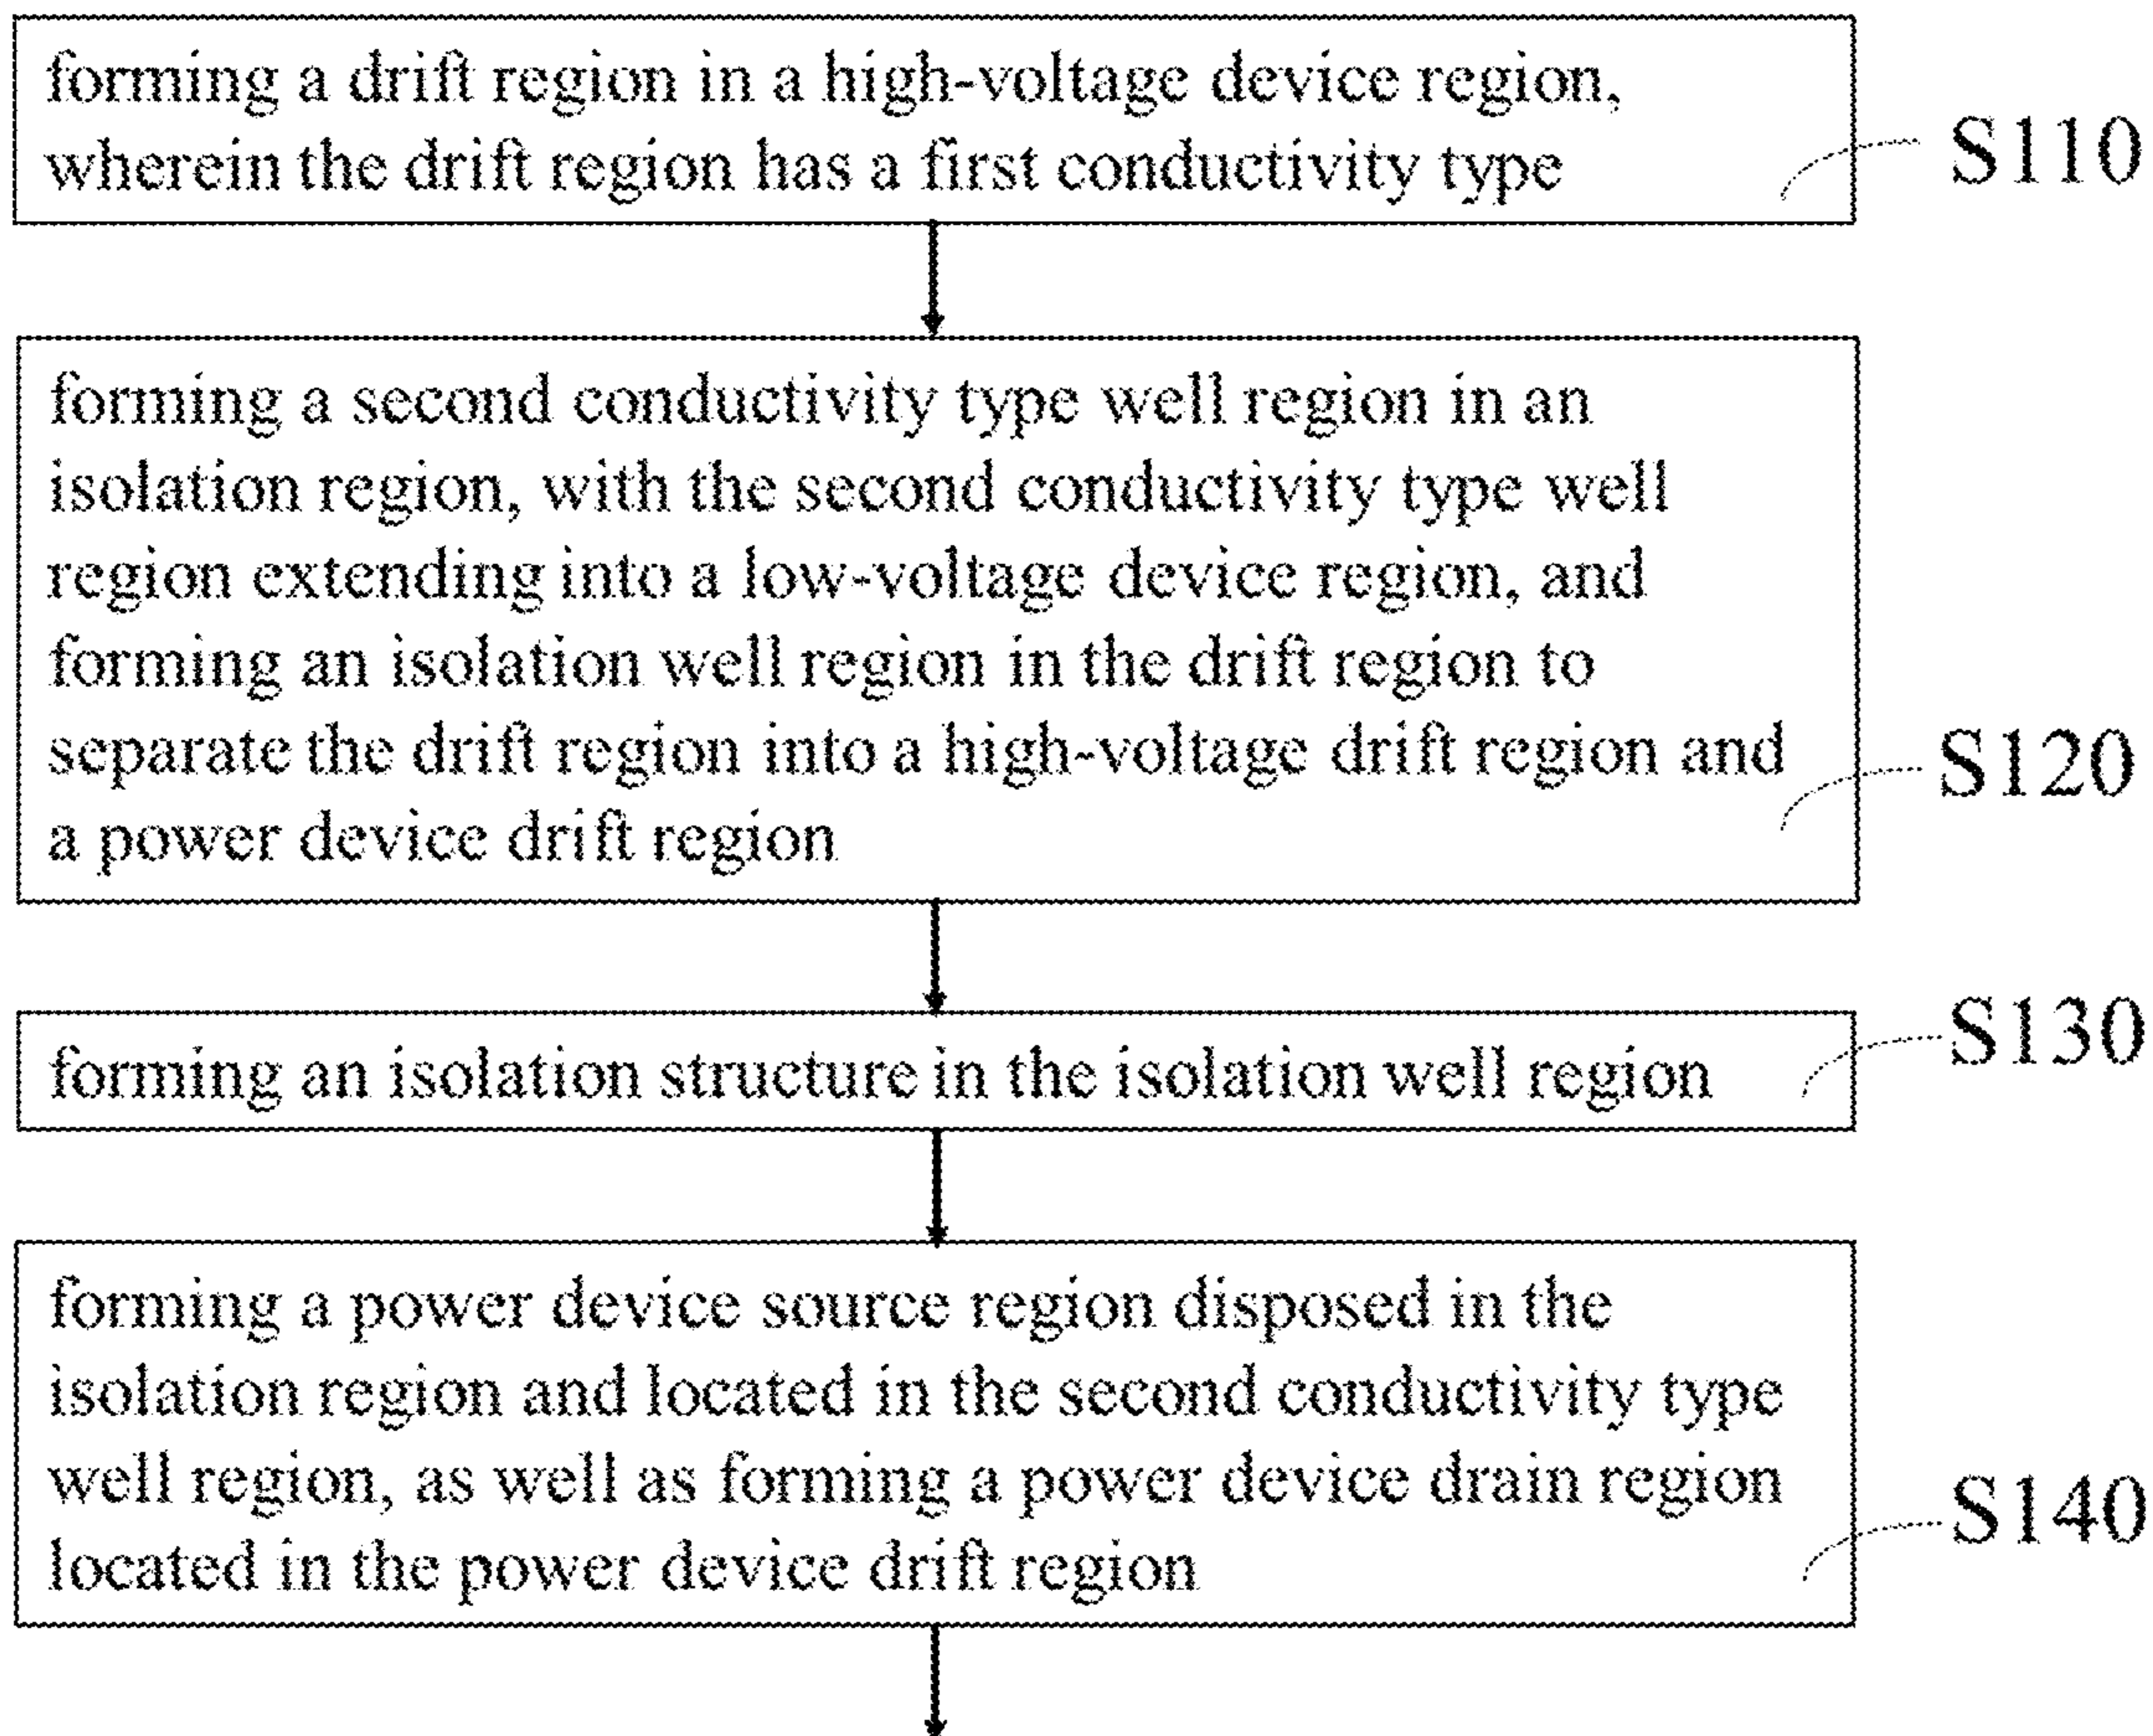 forming a drift region in a high-voltage device region,
wherein the drift region has a first conductivity type
S110
forming a second conductivity type well region in an
isolation region, with the second conductivity type well
region extending into a low-voltage device region, and
forming an isolation well region in the drift region to
separate the drift region into a high-voltage drift region and
a power device drift region
S120
forming an isolation structure in the isolation well region
S130
forming a power device source region disposed in the
isolation region and located in the second conductivity type
well region, as well as forming a power device drain region
located in the power device drift region
S140